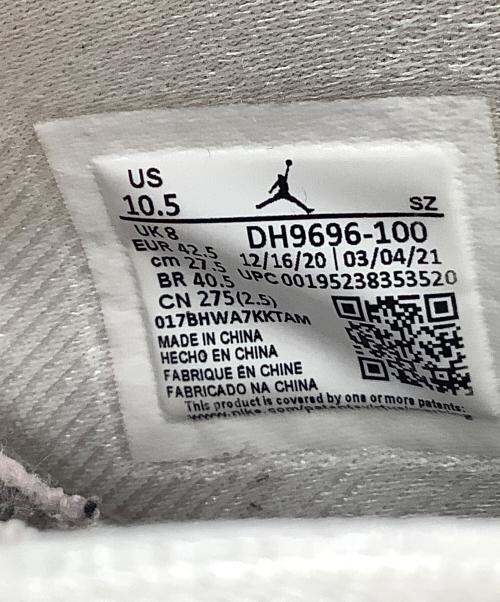 US
10.5
SZ
UK 8
DH9696-100
EUR 42.5
12/16/20 | 03/04/21
cm 27.5
UPC 00195238353520
BR 40.5
CN 275(2.5)
017BHWA7KKTAM
MADE IN CHINA
HECHO EN CHINA
FABRIQUE EN CHINE
FABRICADO NA CHINA
This product is covered by one or more patents: